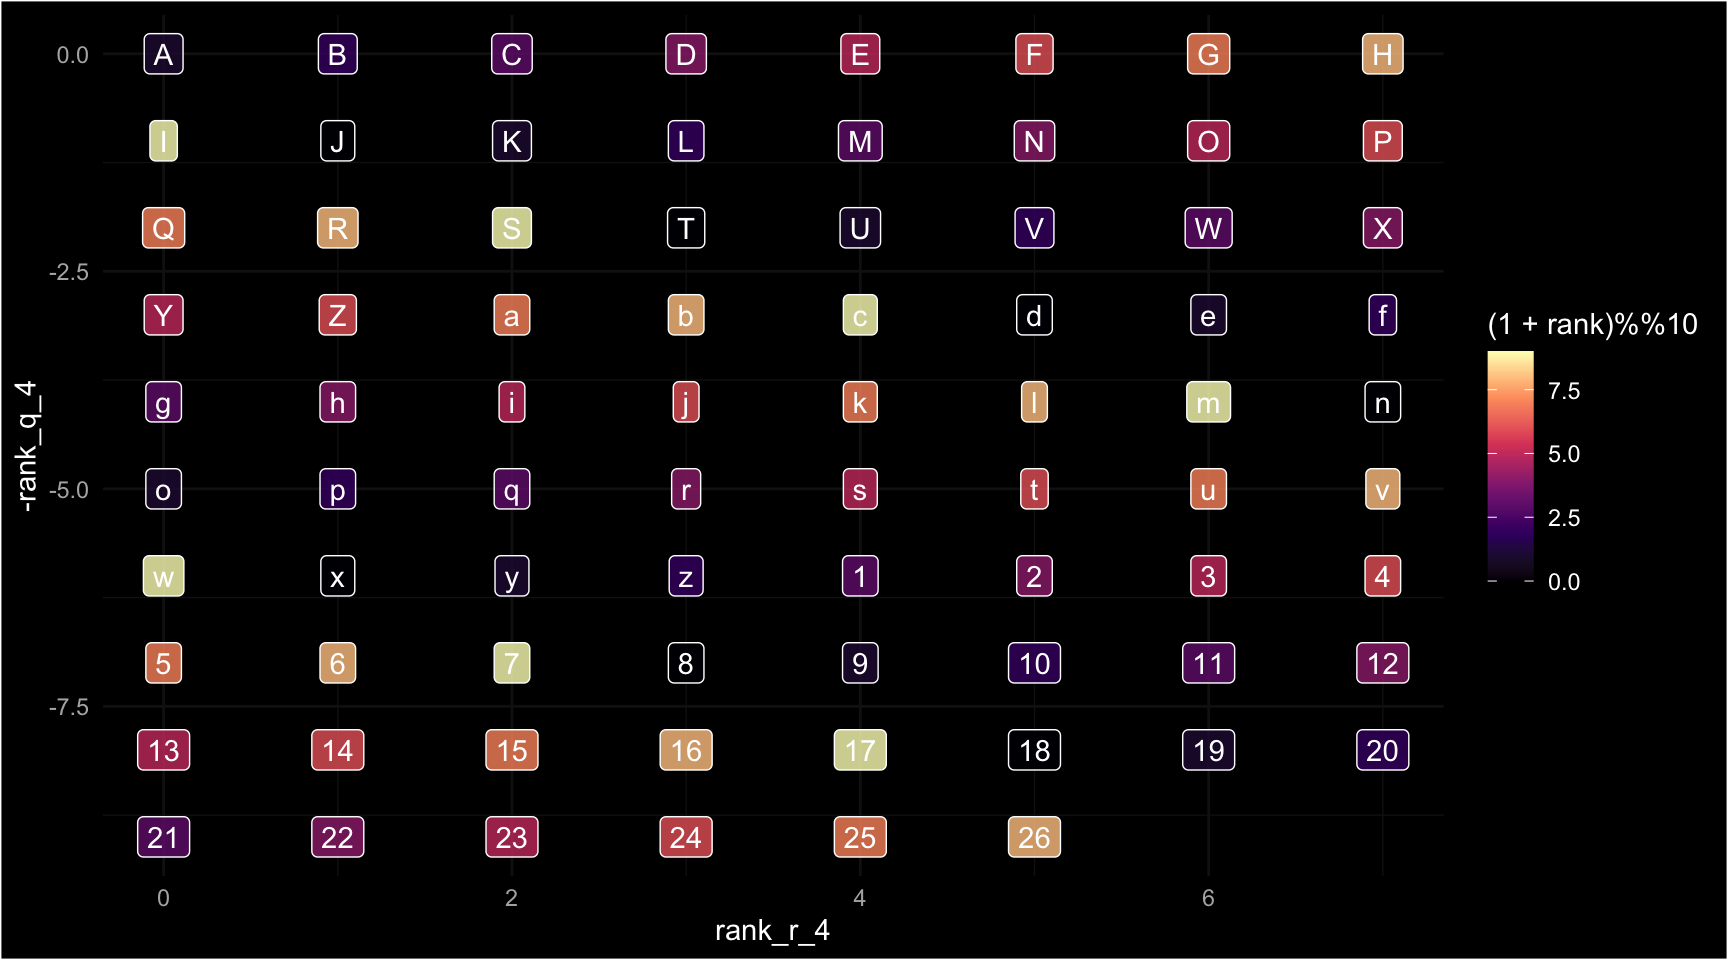 0.0 A B C D E F G H
I J K L M N O P
Q R S T U V W X
-2.5
Y Z a b c d e f
(1 + rank)%%10
g h i j k l m n
7.5
5.0
2.5
0.0
-rank_q_4
-5.0 o p q r s t u v
w x y z 1 2 3 4
5 6 7 8 9 10 11 12
-7.5
13 14 15 16 17 18 19 20
21 22 23 24 25 26
0 2 4 6
rank_r_4